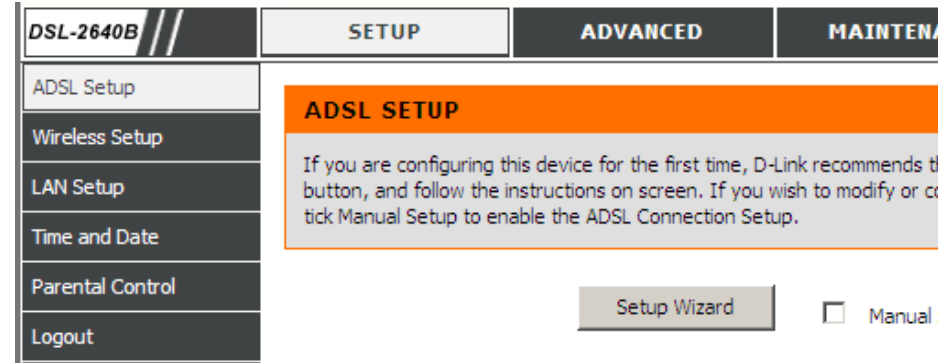 DSL-2640B
SETUP
ADVANCED
ADSL Setup
Wireless Setup
LAN Setup
Time and Date
Parental Control
Logout
ADSL SETUP
If you are configuring this device for the first time, D-Link recommends
button, and follow the instructions on screen. If you wish to modify or
tick Manual Setup to enable the ADSL Connection Setup.
Setup Wizard
Manual